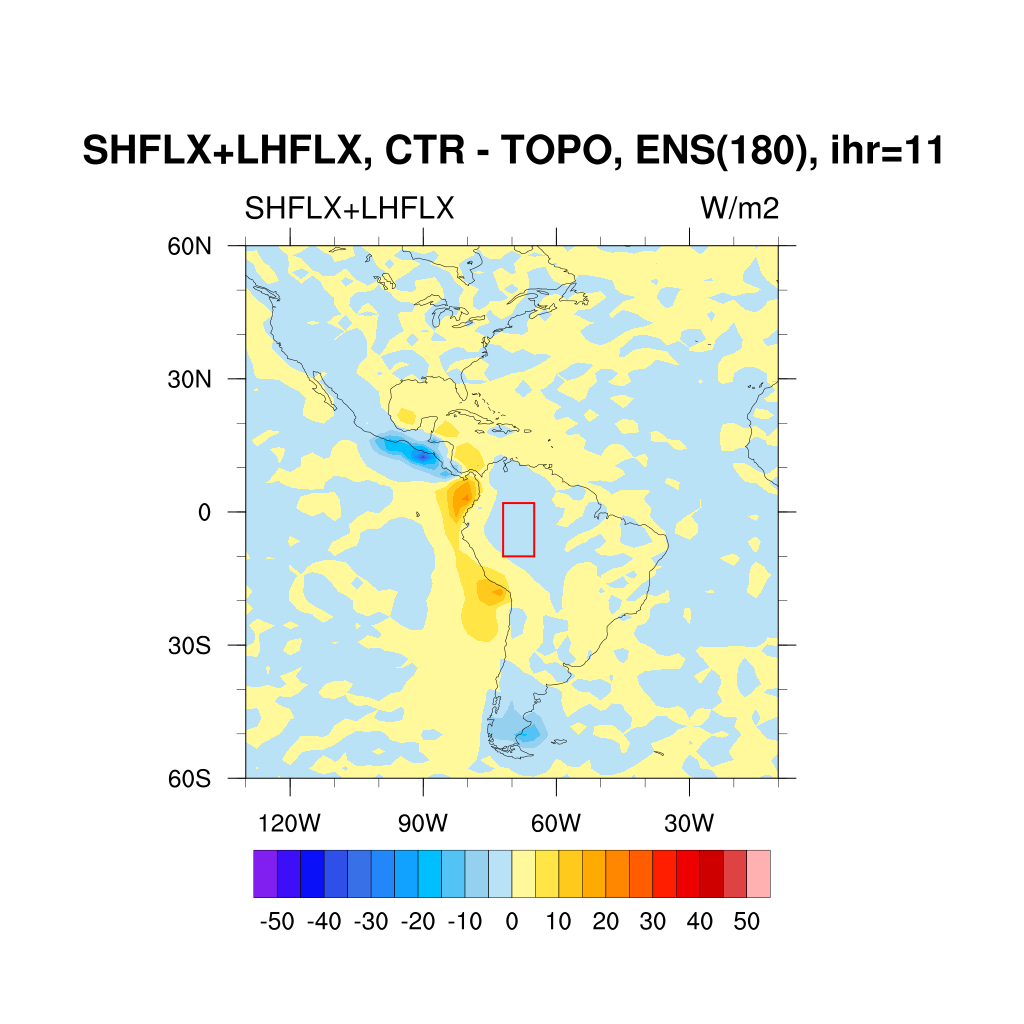 SHFLX+LHFLX, CTR - TOPO, ENS(180), ihr=11
SHFLX+LHFLX W/m2
60N
30N
0
30S
60S
120W 90W 60W 30W
-50 -40 -30 -20 -10 0 10 20 30 40 50